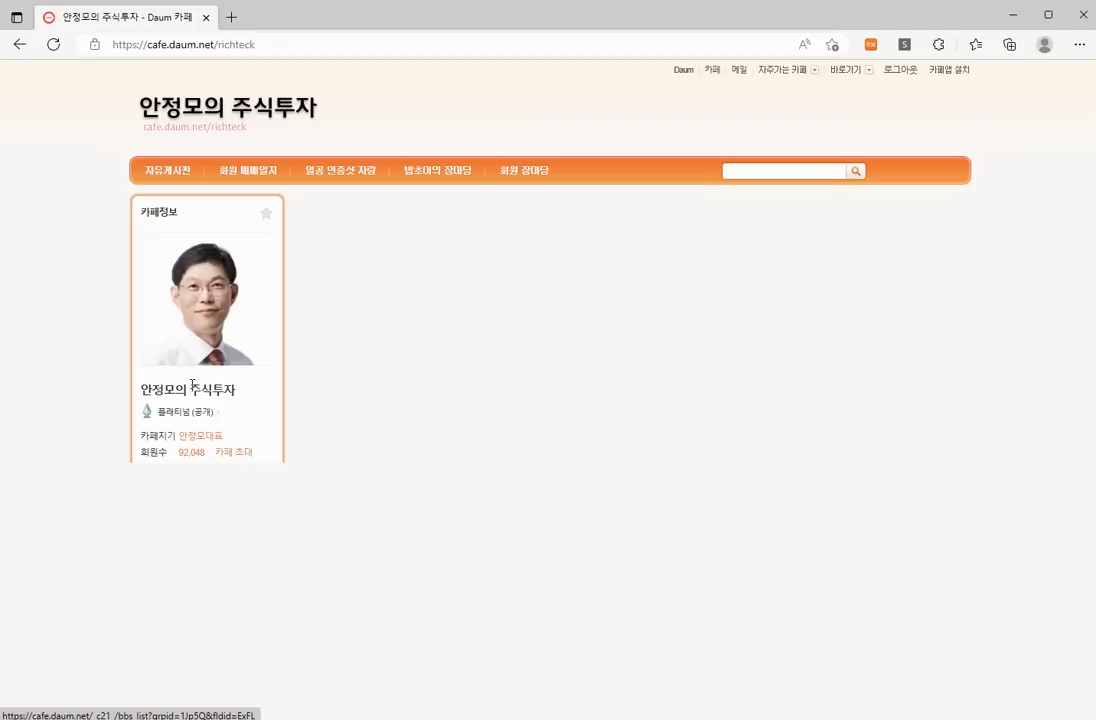 안정모의 주식투자 - Daum 카페
https://cafe.daum.net/richteck
Daum 카페 메일 자주가는 카페 바로가기 로그아웃 카페앱 설치
안정모의 주식투자
cafe.daum.net/richteck
자유게시판 회원 매매일지 열공 인증샷 자랑 밥초이의 장마당 회원 장마당
카페정보
안정모의 주식투자
플래티넘 (공개)
카페지기 안정모대표
회원수 92,048 카페 초대
https://cafe.daum.net/_c21_/bbs_list?grpid=1Jp5Q&fldid=ExFL